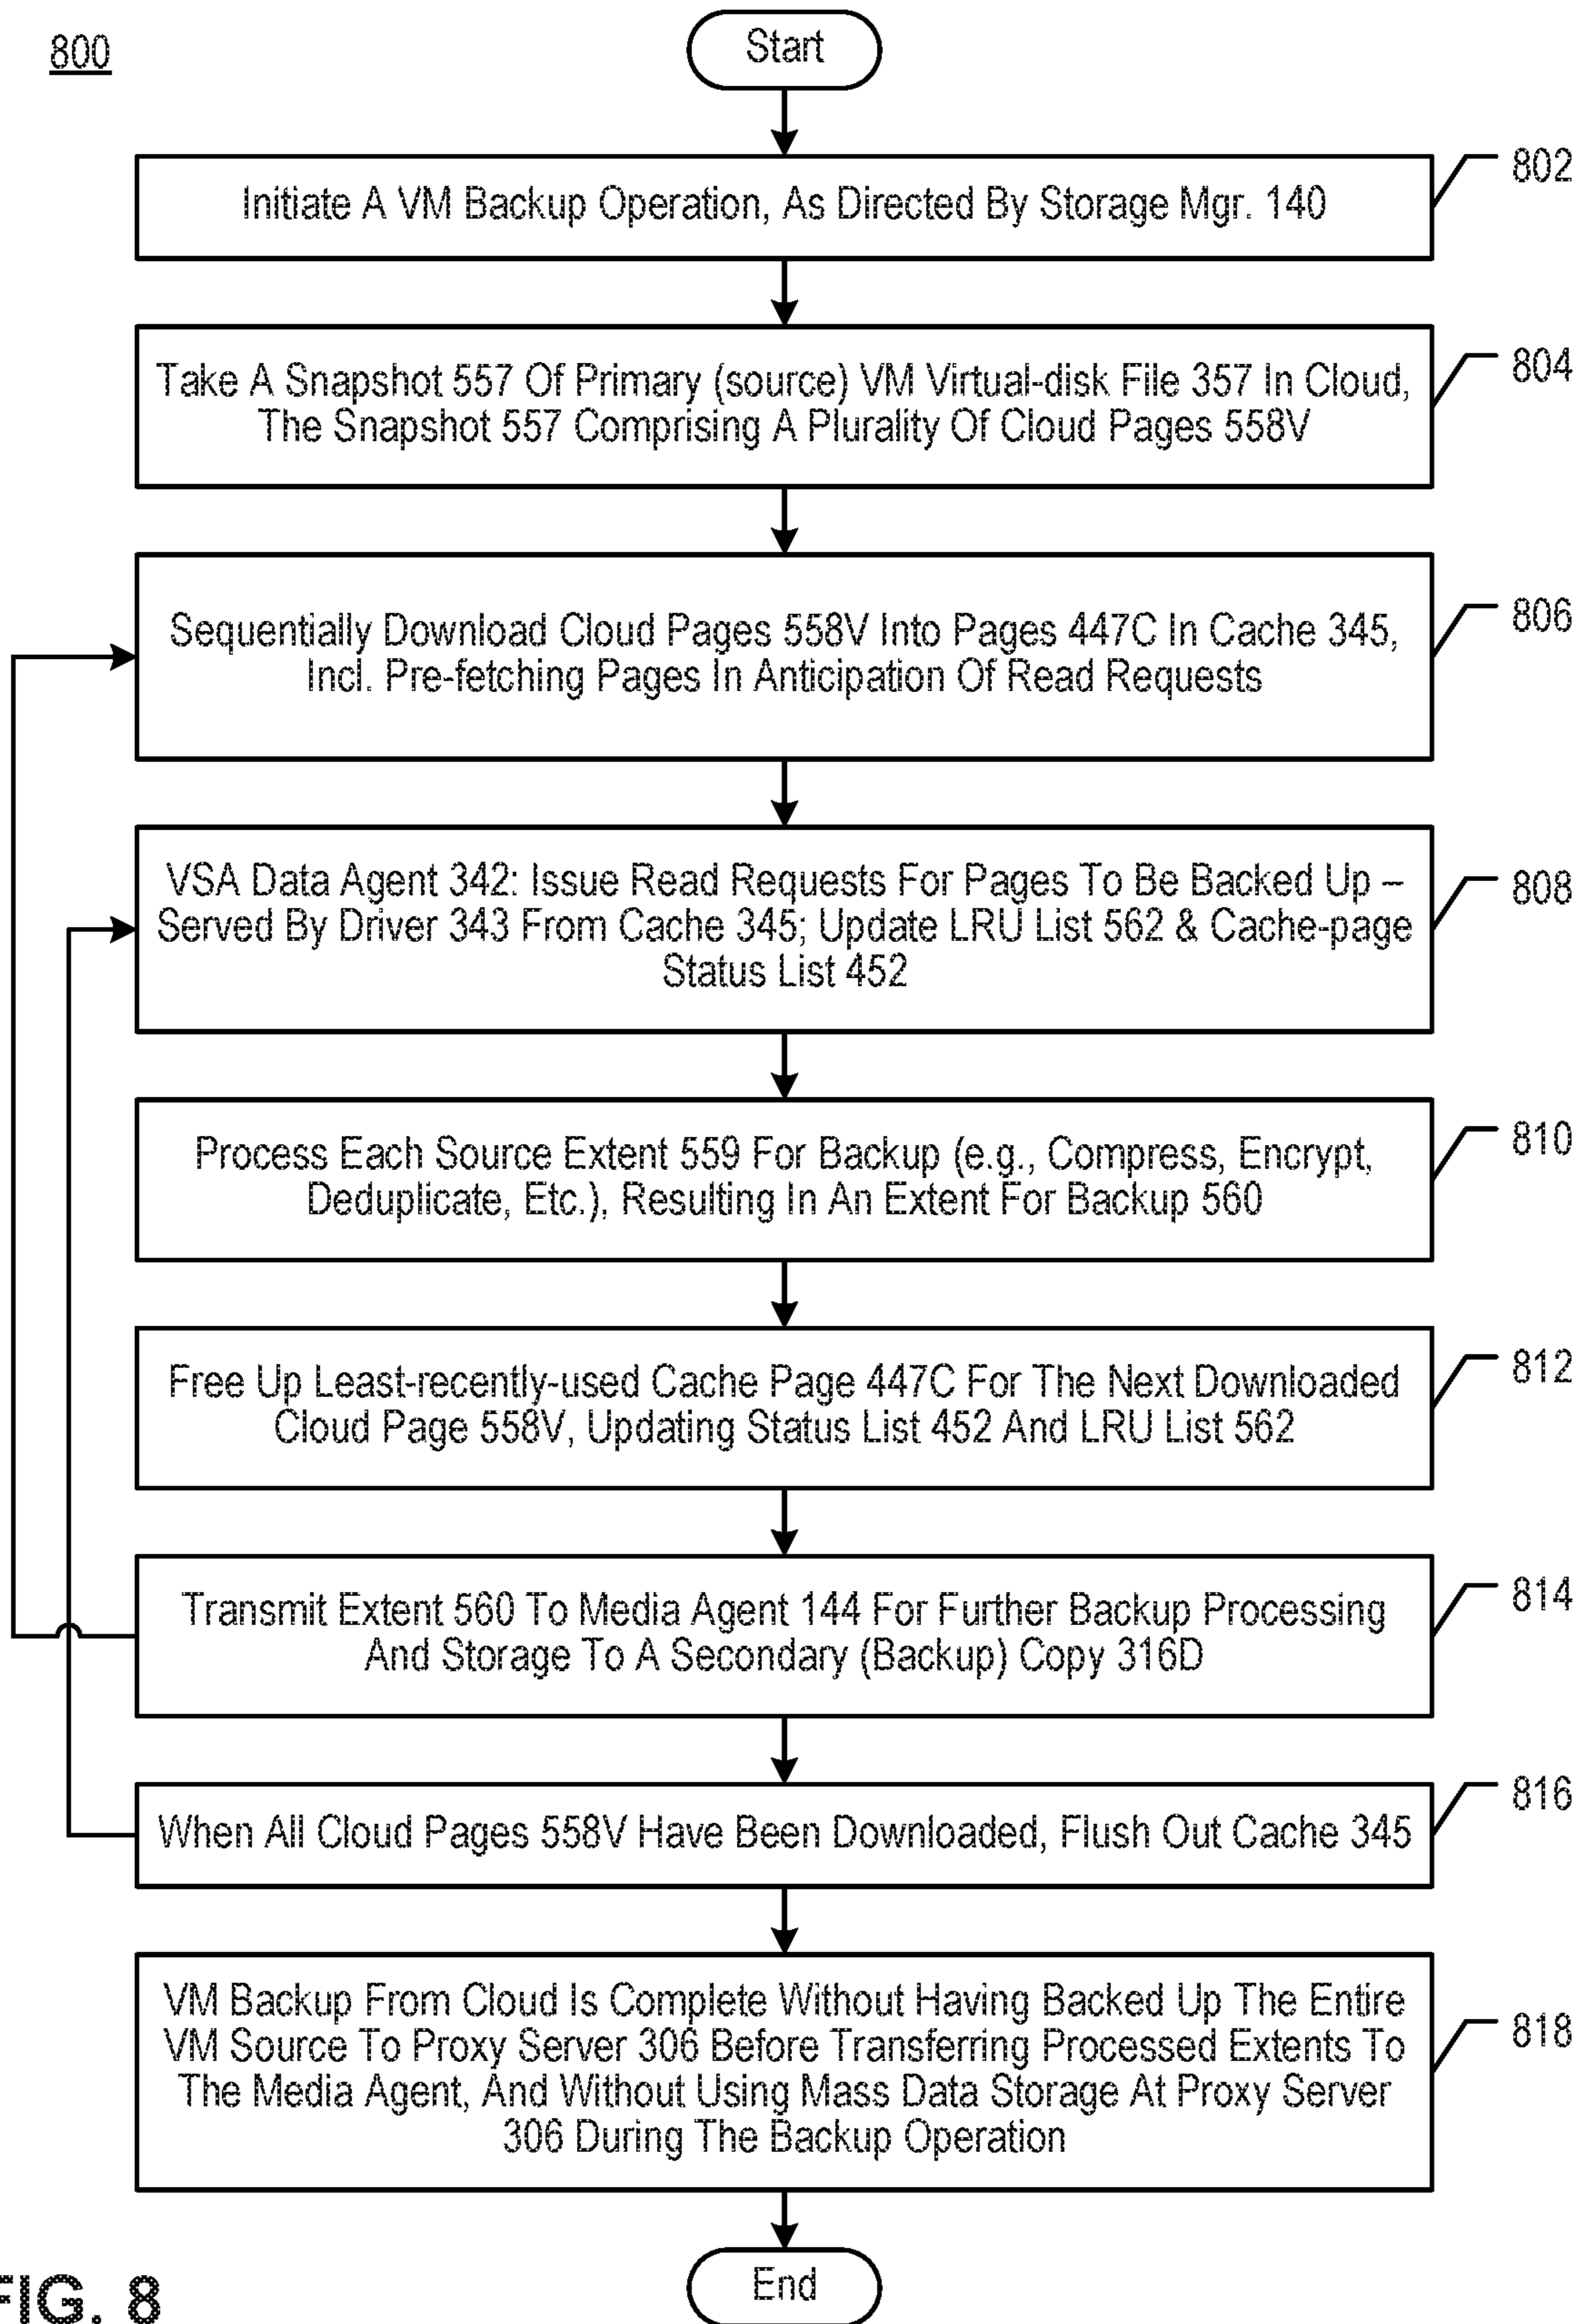 800
Start
Initiate A VM Backup Operation, As Directed By Storage Mgr. 140
802
Take A Snapshot 557 Of Primary (source) VM Virtual-disk File 357 In Cloud,
The Snapshot 557 Comprising A Plurality Of Cloud Pages 558V
804
Sequentially Download Cloud Pages 558V Into Pages 447C In Cache 345,
Incl. Pre-fetching Pages In Anticipation Of Read Requests
806
VSA Data Agent 342: Issue Read Requests For Pages To Be Backed Up –
Served By Driver 343 From Cache 345; Update LRU List 562 & Cache-page
Status List 452
808
Process Each Source Extent 559 For Backup (e.g., Compress, Encrypt,
Deduplicate, Etc.), Resulting In An Extent For Backup 560
810
Free Up Least-recently-used Cache Page 447C For The Next Downloaded
Cloud Page 558V, Updating Status List 452 And LRU List 562
812
Transmit Extent 560 To Media Agent 144 For Further Backup Processing
And Storage To A Secondary (Backup) Copy 316D
814
When All Cloud Pages 558V Have Been Downloaded, Flush Out Cache 345
816
VM Backup From Cloud Is Complete Without Having Backed Up The Entire
VM Source To Proxy Server 306 Before Transferring Processed Extents To
The Media Agent, And Without Using Mass Data Storage At Proxy Server
306 During The Backup Operation
818
End
FIG. 8